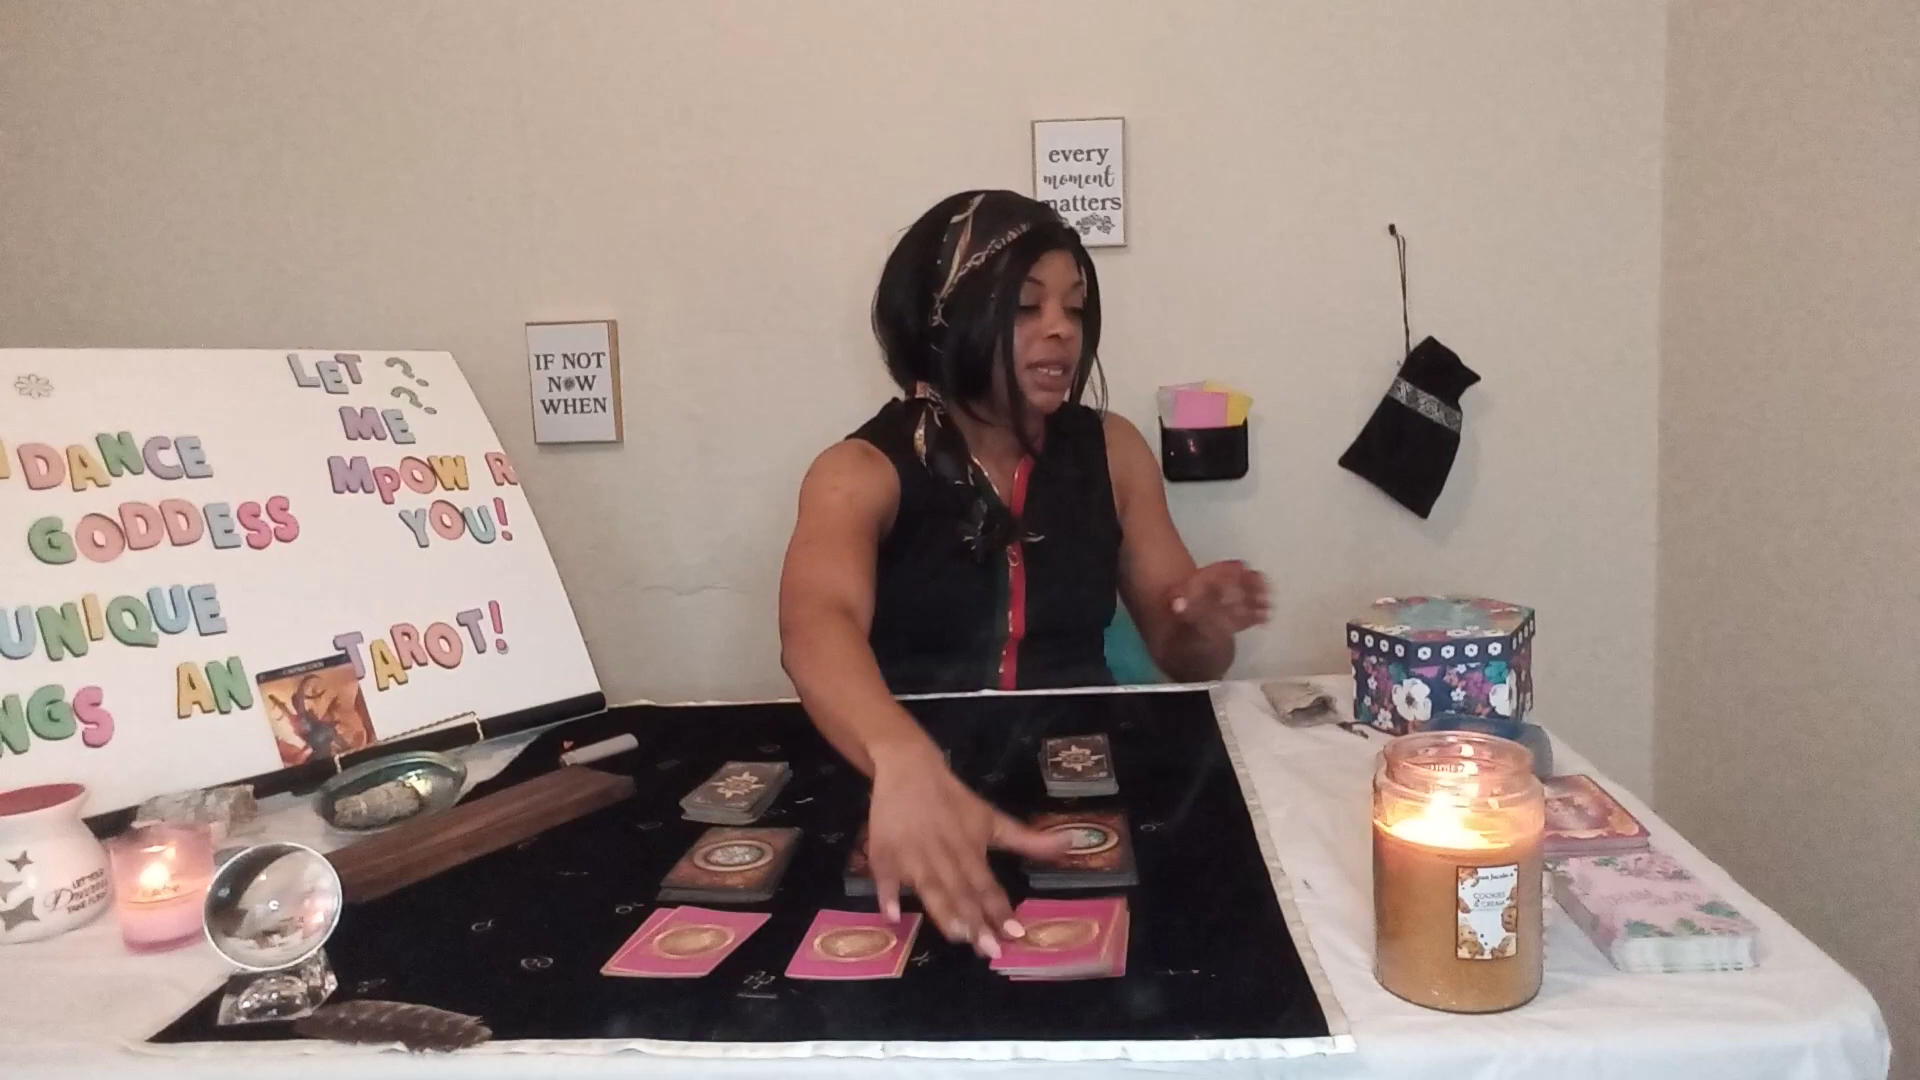 every
moment
matters
IF NOT
NOW
WHEN
LET ?
?
ME
MPOW R
YOU!
DANCE
GODDESS
UNIQUE
NGS AN TAROT!
CAPRICORN
COOKIES
& CREAM